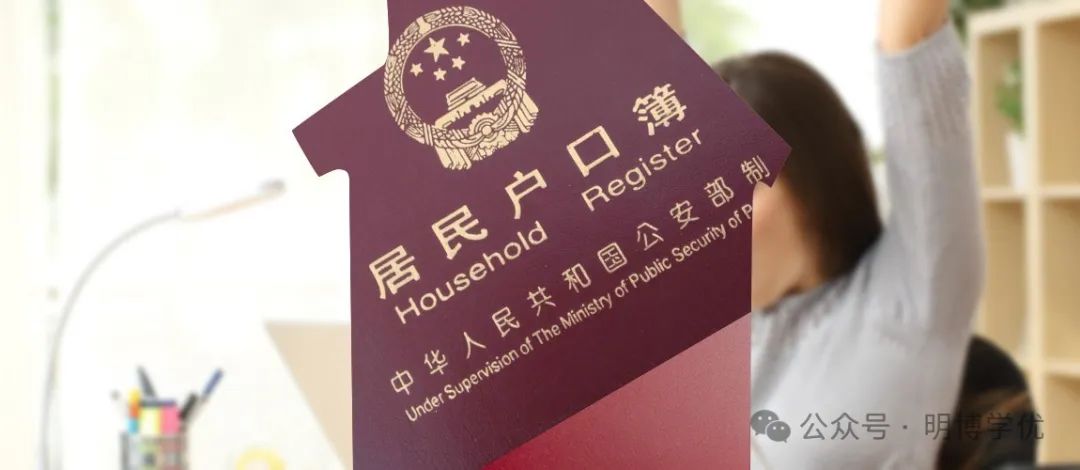 居民户口簿
Household Register
中华人民共和国公安部制
Under Supervision of The Ministry of Public Security of P
公众号 · 明博学优